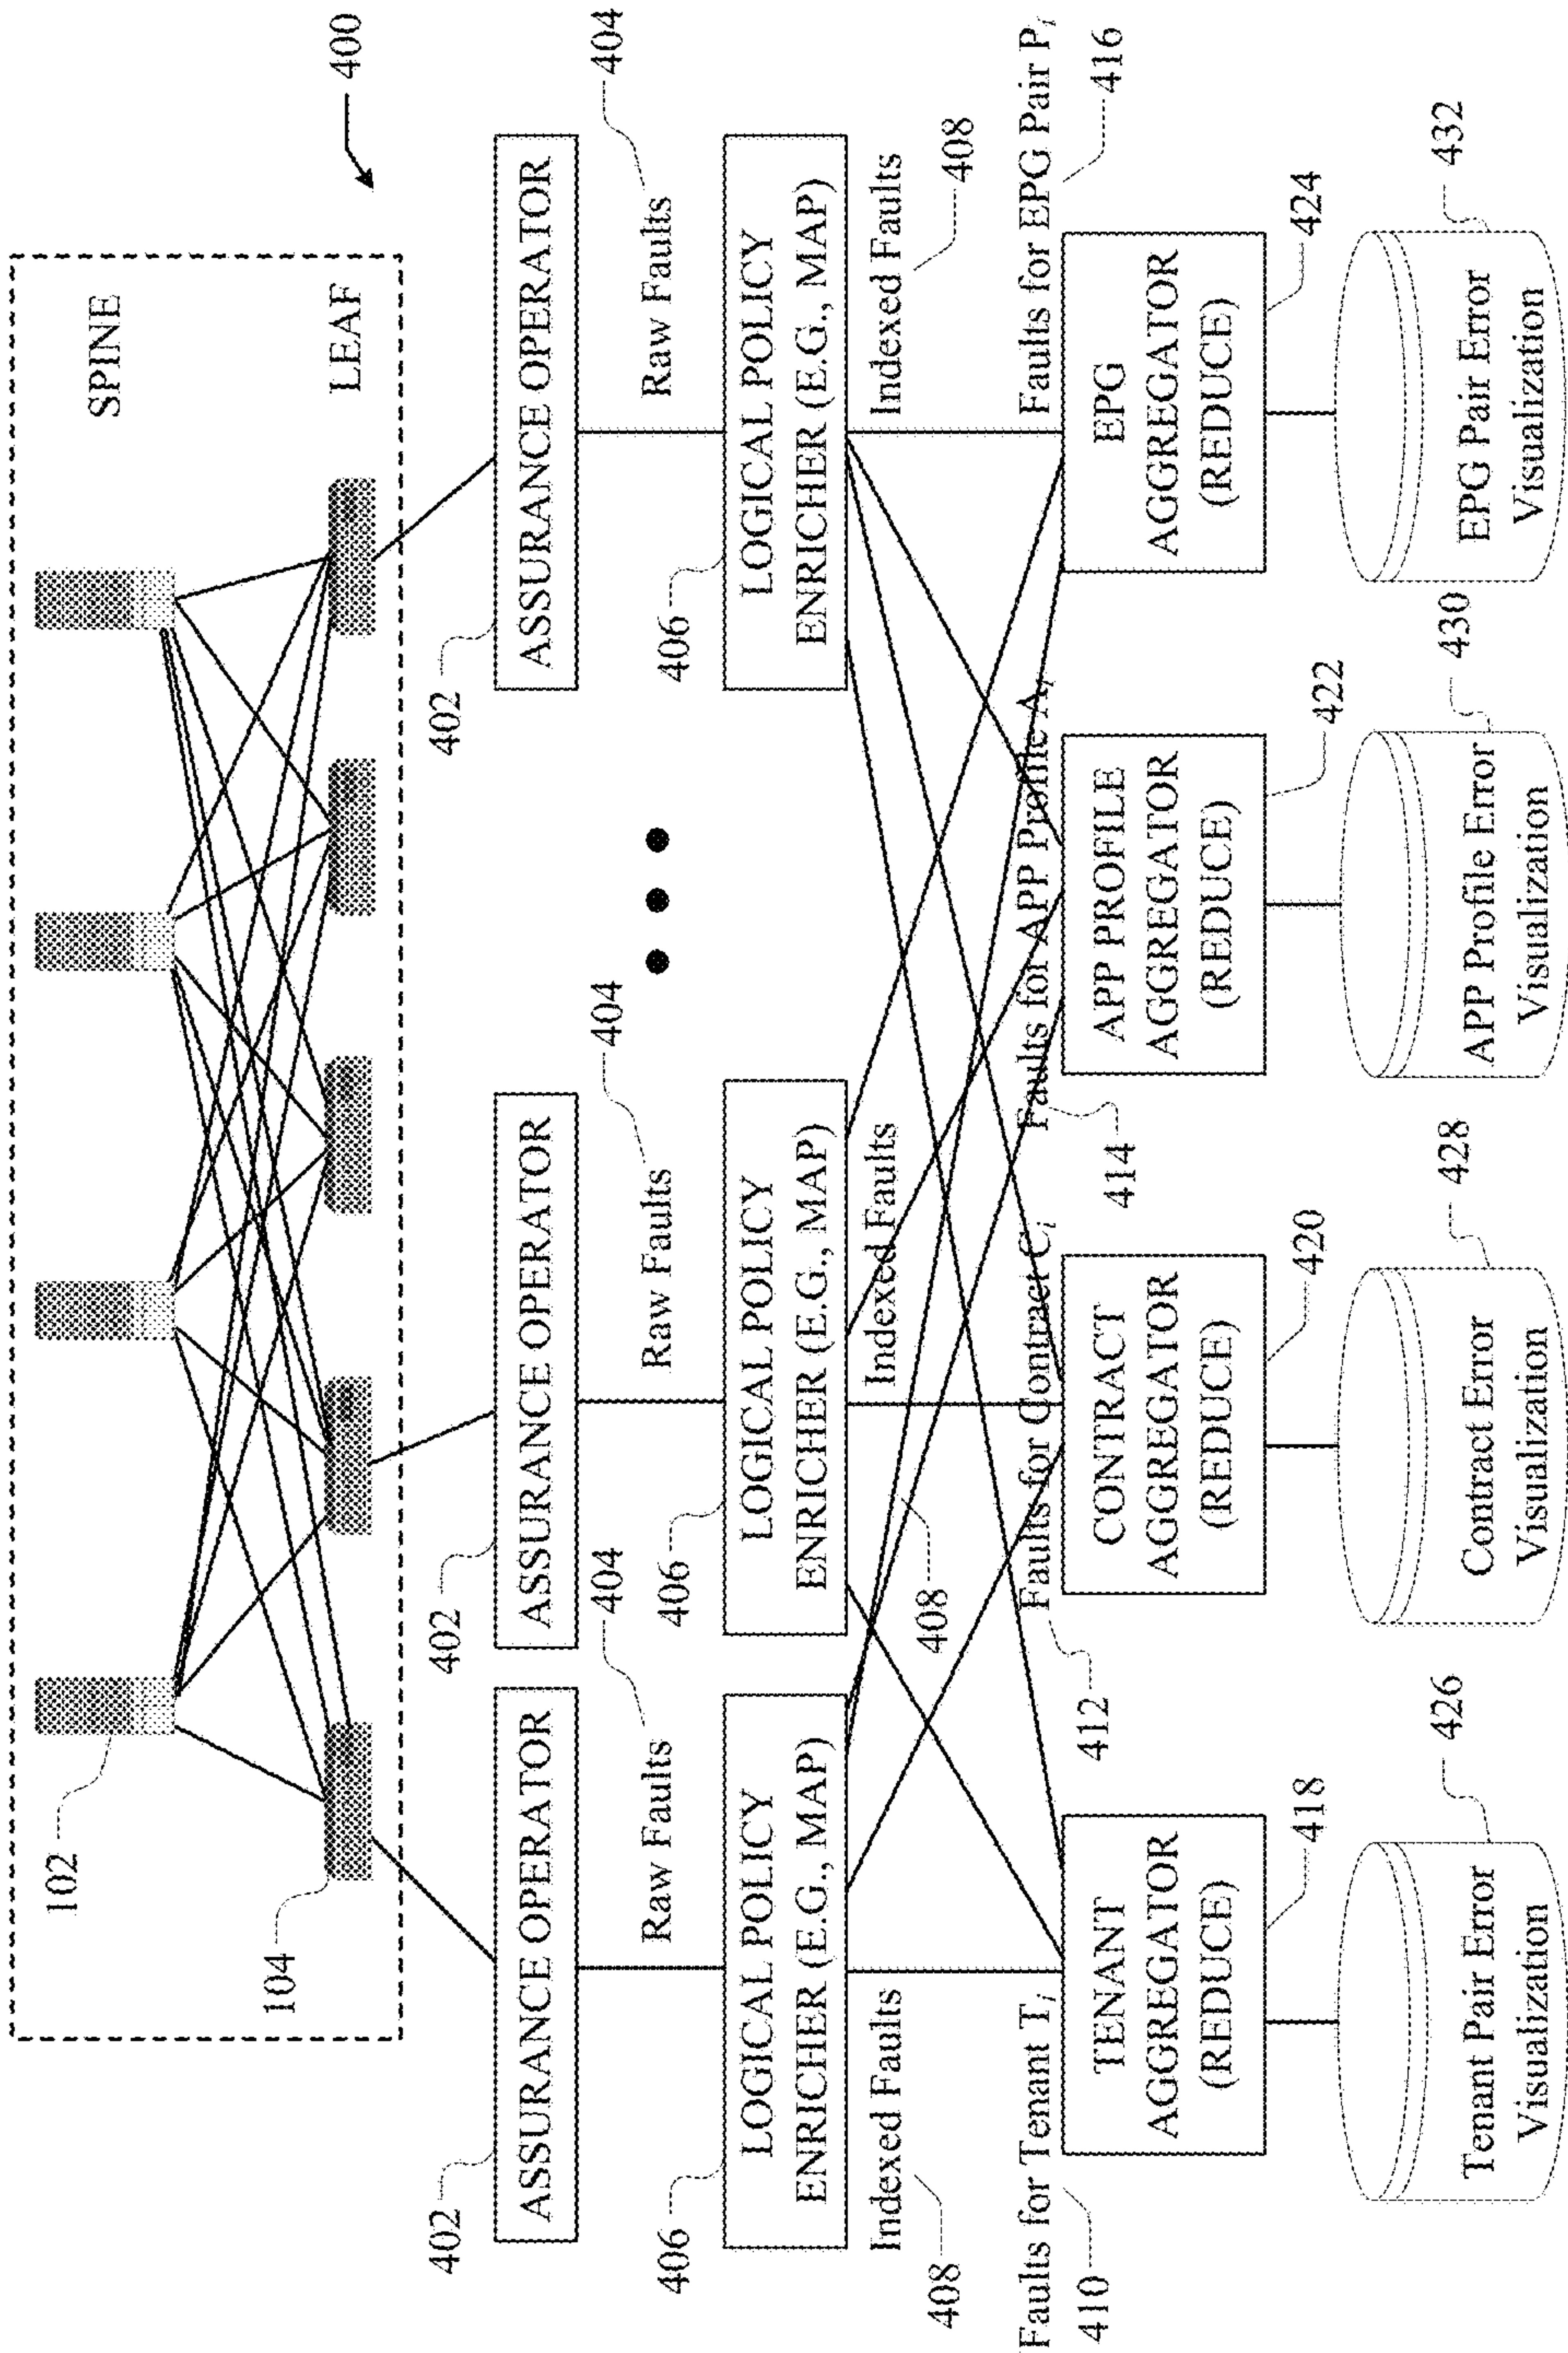 SPINE
LEAF
400
102
104
402
ASSURANCE OPERATOR
402
ASSURANCE OPERATOR
402
ASSURANCE OPERATOR
404
Raw Faults
404
Raw Faults
404
Raw Faults
406
LOGICAL POLICY
ENRICHER (E.G., MAP)
406
LOGICAL POLICY
ENRICHER (E.G., MAP)
406
LOGICAL POLICY
ENRICHER (E.G., MAP)
Indexed Faults
408
Indexed Faults
408
Indexed Faults
408
Faults for Tenant Ti
410
Faults for Contract Ci
412
Faults for APP Profile Ai
414
Faults for EPG Pair Pi
416
TENANT
AGGREGATOR
(REDUCE)
418
CONTRACT
AGGREGATOR
(REDUCE)
420
APP PROFILE
AGGREGATOR
(REDUCE)
422
EPG
AGGREGATOR
(REDUCE)
424
Tenant Pair Error
Visualization
426
Contract Error
Visualization
428
APP Profile Error
Visualization
430
EPG Pair Error
Visualization
432